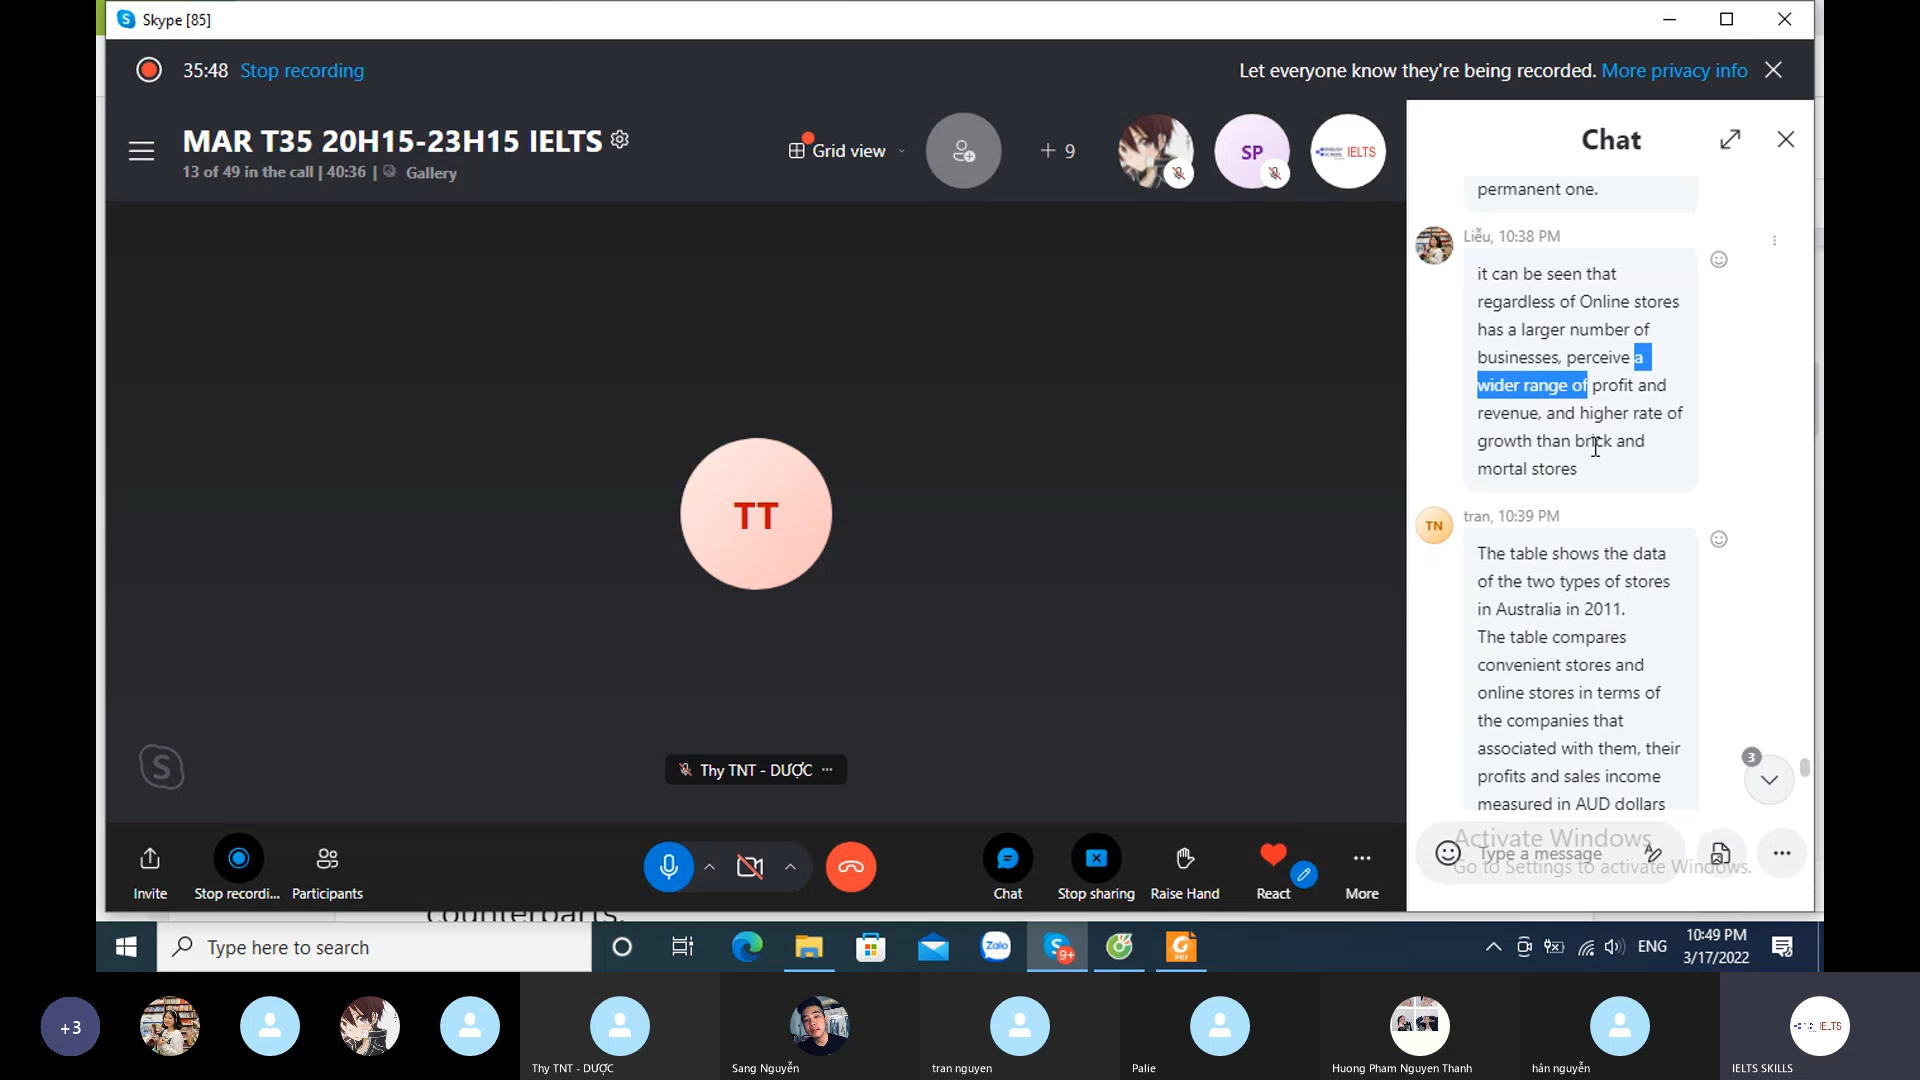 Skype [85]
35:48 Stop recording
Let everyone know they're being recorded. More privacy info
MAR T35 20H15-23H15 IELTS
13 of 49 in the call | 40:36 | Gallery
Grid view
+ 9
SP
IELTS
Chat
permanent one.
Liễu, 10:38 PM
it can be seen that
regardless of Online stores
has a larger number of
businesses, perceive a
wider range of profit and
revenue, and higher rate of
growth than brick and
mortal stores
TN
tran, 10:39 PM
The table shows the data
of the two types of stores
in Australia in 2011.
The table compares
convenient stores and
online stores in terms of
the companies that
associated with them, their
profits and sales income
measured in AUD dollars
3
TT
Thy TNT - DƯỢC
Activate Windows
Go to Settings to activate Windows.
Type a message
Invite
Stop recordi...
Participants
Chat
Stop sharing
Raise Hand
React
More
counterparts.
Type here to search
Zalo
9+
PDF
ENG
10:49 PM
3/17/2022
+3
Thy TNT - DƯỢC
Sang Nguyễn
tran nguyen
Palie
Huong Pham Nguyen Thanh
hân nguyễn
IELTS SKILLS